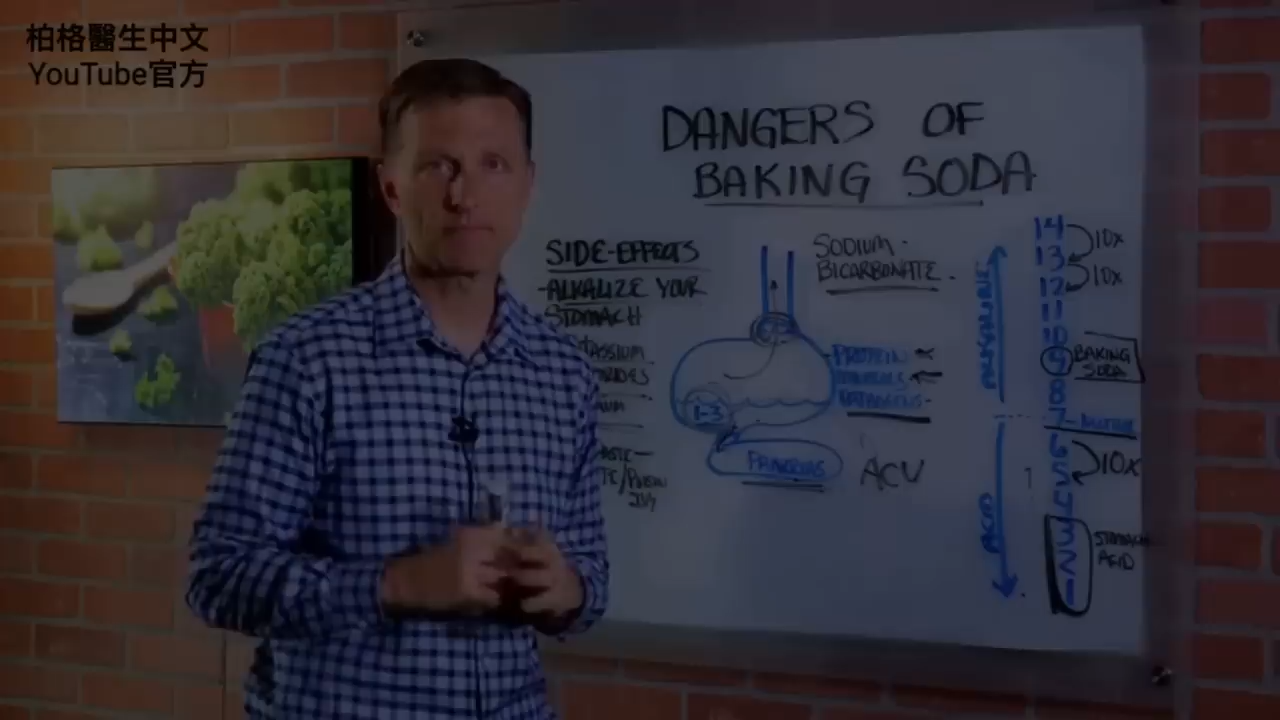 柏格醫生中文
YouTube官方
DANGERS OF
BAKING SODA
SIDE-EFFECTS
-ALKALIZE YOUR
STOMACH
SODIUM
BICARBONATE
PROTEIN
1-3
PANCREAS
ACV
ALKALINE
ACID
14
13
12
11
10
9
8
7
6
5
4
3
2
1
10x
10x
BAKING
SODA
10x
STOMACH
ACID